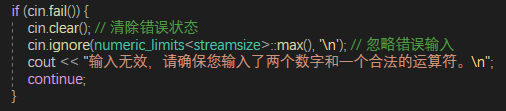 if (cin.fail()) {
cin.clear(); // 清除错误状态
cin.ignore(numeric_limits<streamsize>::max(), '\n'); // 忽略错误输入
cout << "输入无效，请确保您输入了两个数字和一个合法的运算符。\n";
continue;
}